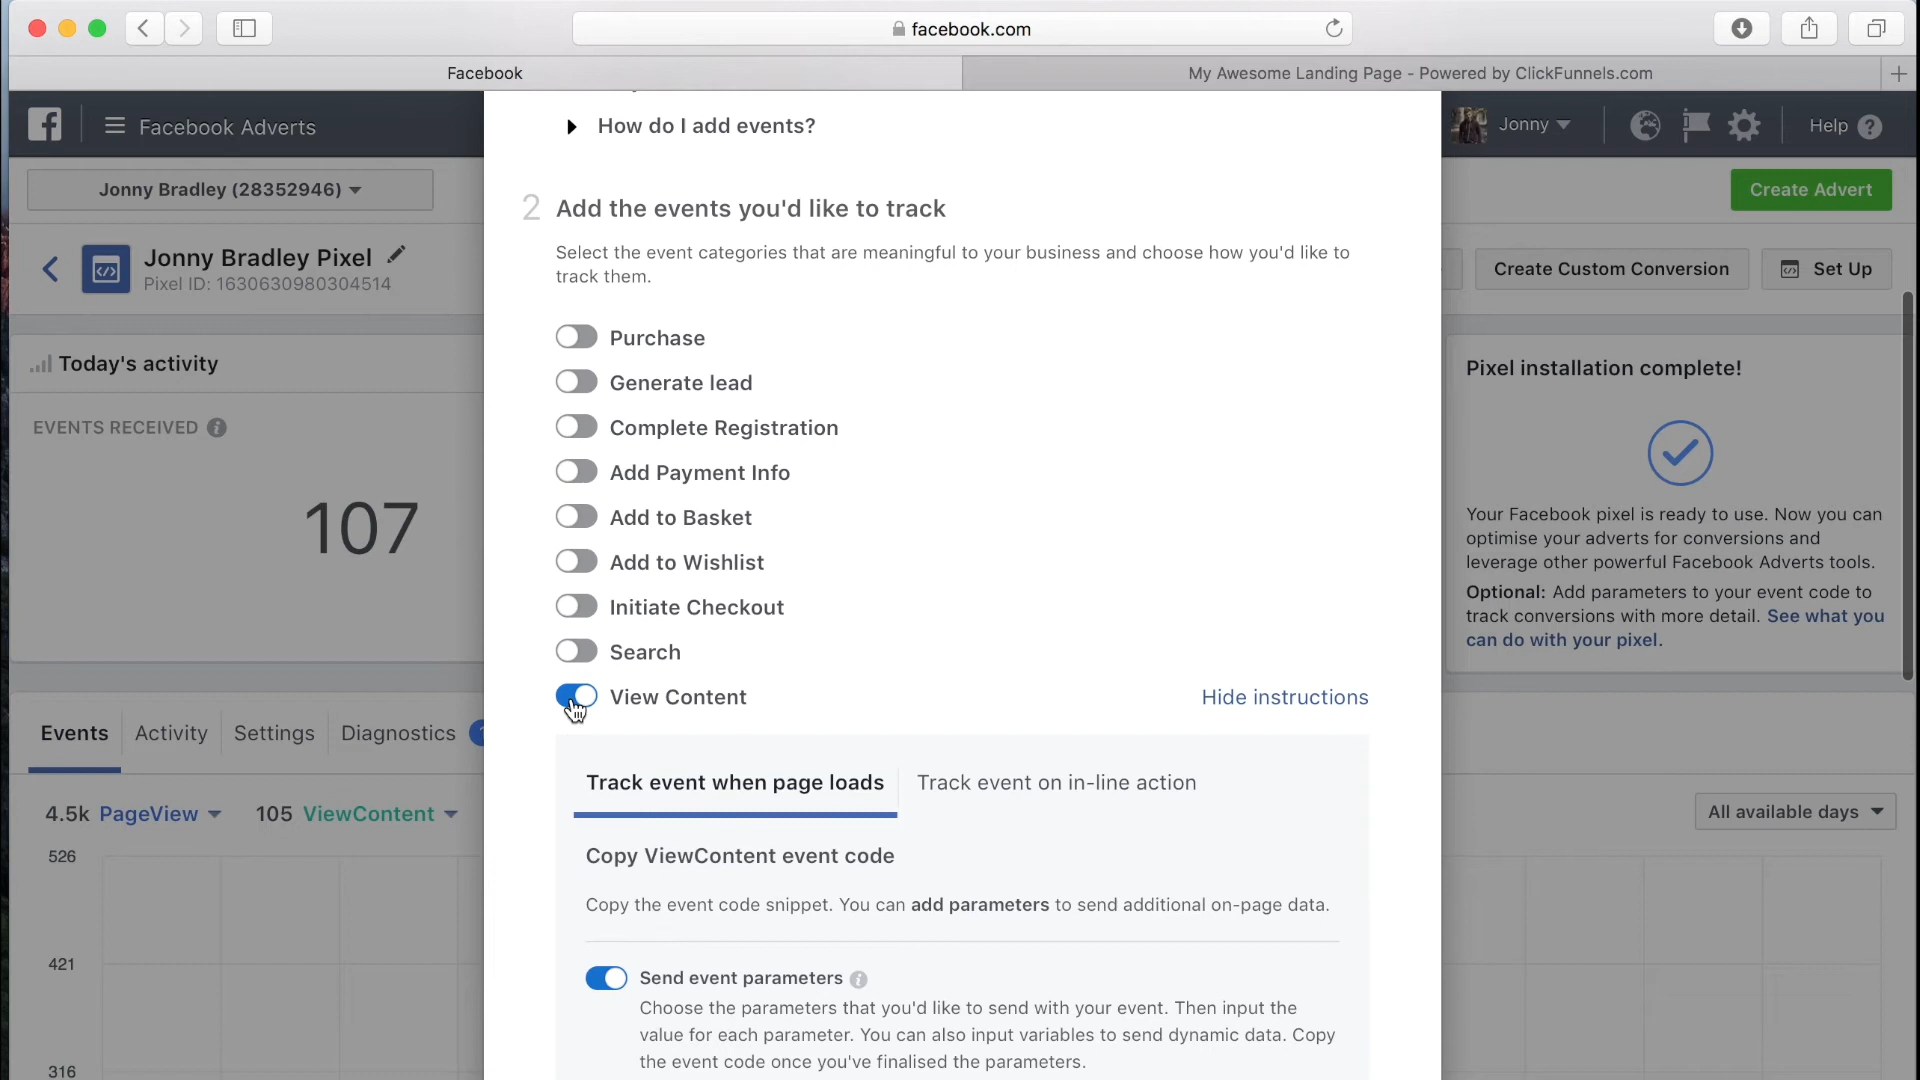 facebook.com
Facebook
My Awesome Landing Page - Powered by ClickFunnels.com
Facebook Adverts
How do I add events?
Jonny
Help
Jonny Bradley (28352946)
2 Add the events you'd like to track
Create Advert
Select the event categories that are meaningful to your business and choose how you'd like to
track them.
Jonny Bradley Pixel
Pixel ID: 1630630980304514
Create Custom Conversion
Set Up
Today's activity
EVENTS RECEIVED
107
Purchase
Generate lead
Complete Registration
Add Payment Info
Add to Basket
Add to Wishlist
Initiate Checkout
Search
View Content
Hide instructions
Pixel installation complete!
Your Facebook pixel is ready to use. Now you can
optimise your adverts for conversions and
leverage other powerful Facebook Adverts tools.
Optional: Add parameters to your event code to
track conversions with more detail. See what you
can do with your pixel.
Events
Activity
Settings
Diagnostics
Track event when page loads
Track event on in-line action
4.5k PageView
105 ViewContent
All available days
Copy ViewContent event code
526
Copy the event code snippet. You can add parameters to send additional on-page data.
421
Send event parameters
Choose the parameters that you'd like to send with your event. Then input the
value for each parameter. You can also input variables to send dynamic data. Copy
the event code once you've finalised the parameters.
316